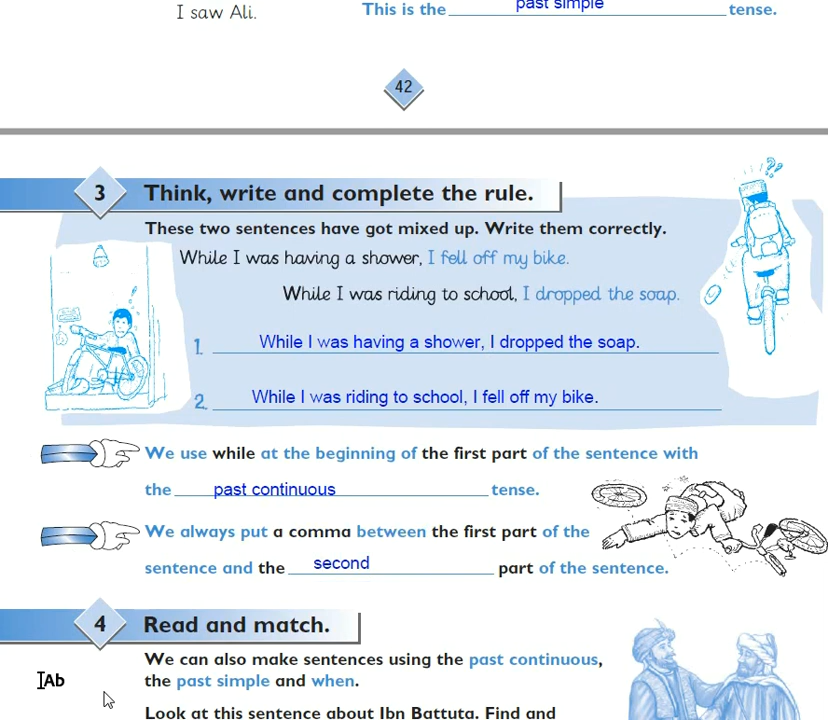 I saw Ali.
This is the past simple tense.
42
3 Think, write and complete the rule.
These two sentences have got mixed up. Write them correctly.
While I was having a shower, I fell off my bike.
While I was riding to school, I dropped the soap.
1. While I was having a shower, I dropped the soap.
2. While I was riding to school, I fell off my bike.
We use while at the beginning of the first part of the sentence with
the past continuous tense.
We always put a comma between the first part of the
sentence and the second part of the sentence.
4 Read and match.
We can also make sentences using the past continuous,
the past simple and when.
Look at this sentence about Ibn Battuta. Find and
Ab